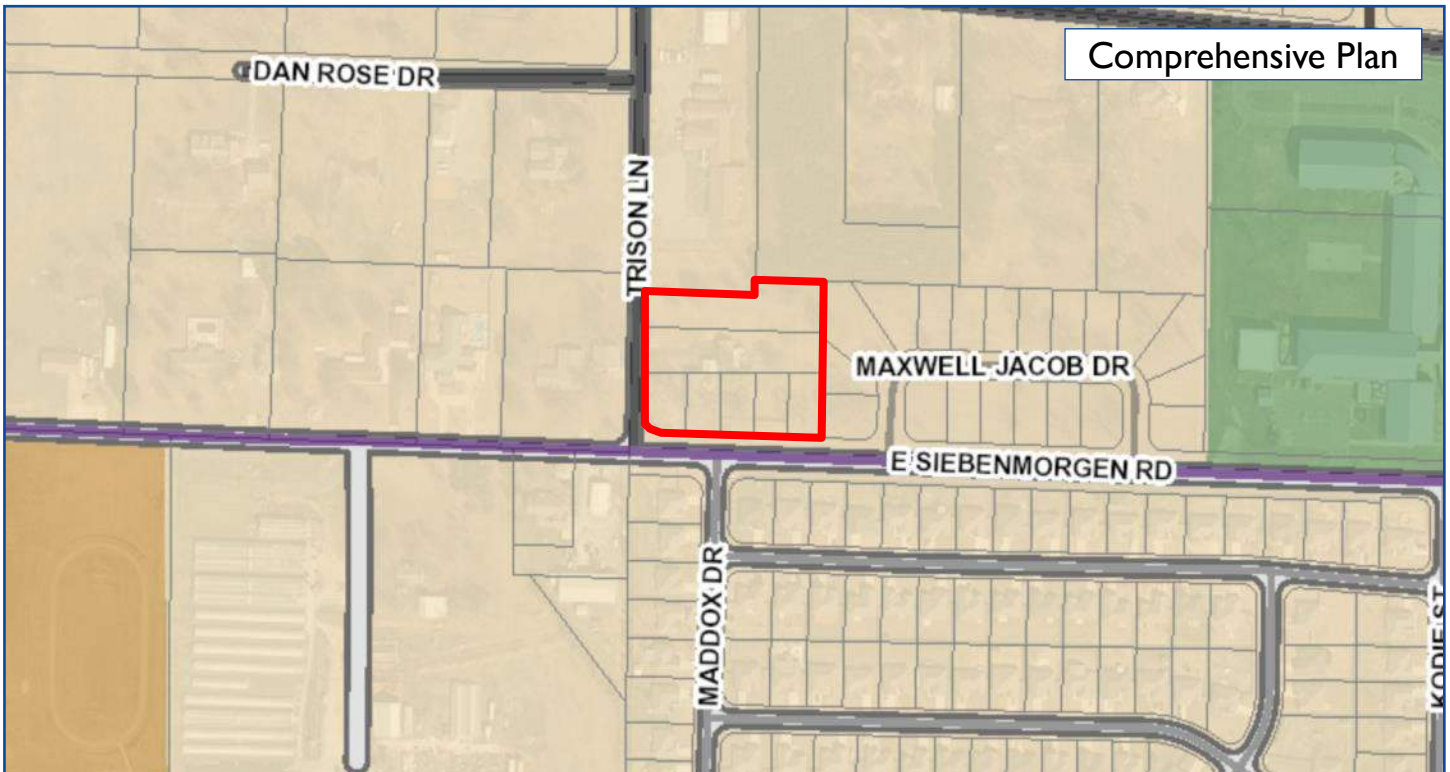 Comprehensive Plan
DAN ROSE DR
TRISON LN
MAXWELL JACOB DR
E SIEBENMORGEN RD
MADDOX DR
KODIE ST